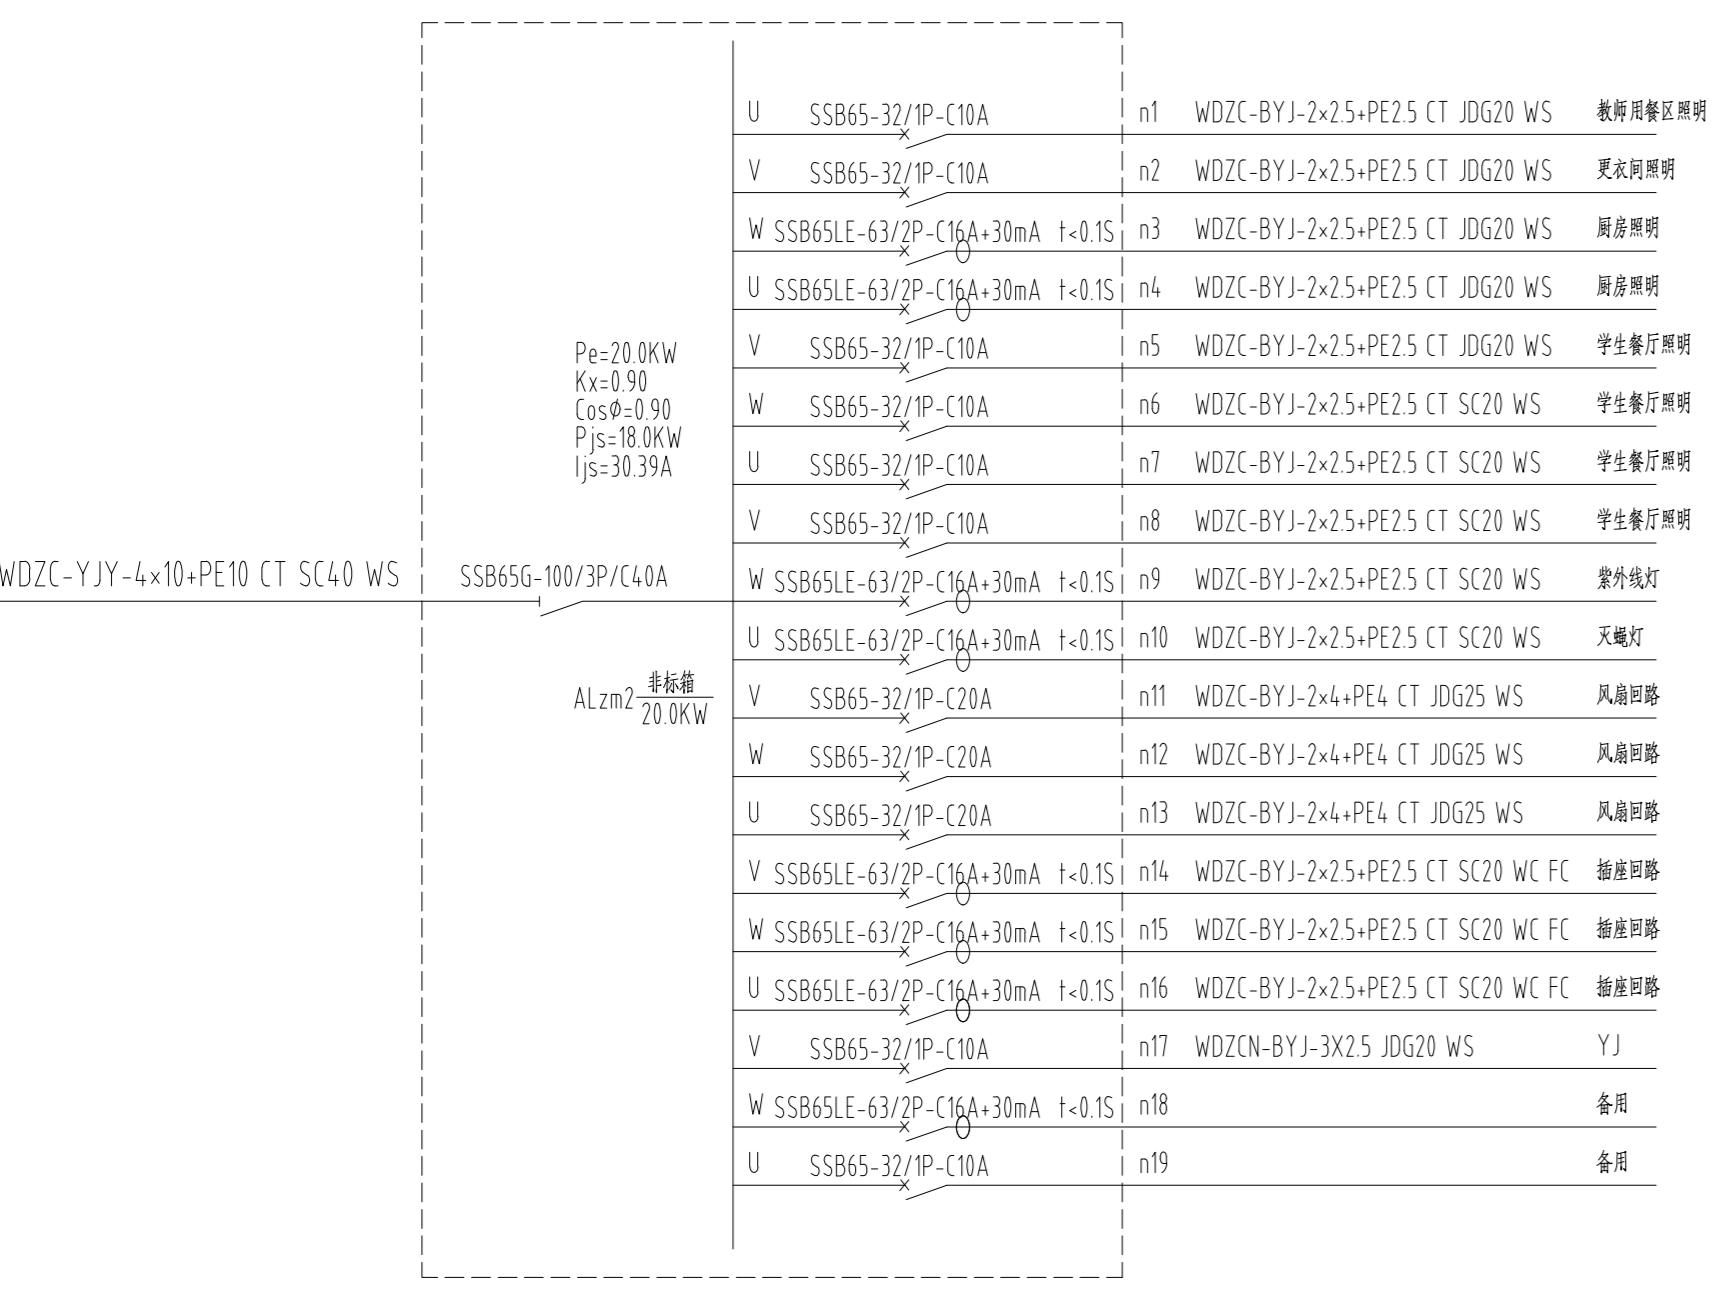 U SSB65-32/1P-C10A n1 WDZC-BYJ-2×2.5+PE2.5 CT JDG20 WS 教师用餐区照明
V SSB65-32/1P-C10A n2 WDZC-BYJ-2×2.5+PE2.5 CT JDG20 WS 更衣间照明
W SSB65LE-63/2P-C16A+30mA t<0.1S n3 WDZC-BYJ-2×2.5+PE2.5 CT JDG20 WS 厨房照明
U SSB65LE-63/2P-C16A+30mA t<0.1S n4 WDZC-BYJ-2×2.5+PE2.5 CT JDG20 WS 厨房照明
V SSB65-32/1P-C10A n5 WDZC-BYJ-2×2.5+PE2.5 CT JDG20 WS 学生餐厅照明
Pe=20.0KW
Kx=0.90
CosΦ=0.90
Pjs=18.0KW
Ijs=30.39A
W SSB65-32/1P-C10A n6 WDZC-BYJ-2×2.5+PE2.5 CT SC20 WS 学生餐厅照明
U SSB65-32/1P-C10A n7 WDZC-BYJ-2×2.5+PE2.5 CT SC20 WS 学生餐厅照明
V SSB65-32/1P-C10A n8 WDZC-BYJ-2×2.5+PE2.5 CT SC20 WS 学生餐厅照明
WDZC-YJY-4×10+PE10 CT SC40 WS SSB65G-100/3P/C40A
W SSB65LE-63/2P-C16A+30mA t<0.1S n9 WDZC-BYJ-2×2.5+PE2.5 CT SC20 WS 紫外线灯
U SSB65LE-63/2P-C16A+30mA t<0.1S n10 WDZC-BYJ-2×2.5+PE2.5 CT SC20 WS 灭蝇灯
ALzm2 非标箱
20.0KW
V SSB65-32/1P-C20A n11 WDZC-BYJ-2×4+PE4 CT JDG25 WS 风扇回路
W SSB65-32/1P-C20A n12 WDZC-BYJ-2×4+PE4 CT JDG25 WS 风扇回路
U SSB65-32/1P-C20A n13 WDZC-BYJ-2×4+PE4 CT JDG25 WS 风扇回路
V SSB65LE-63/2P-C16A+30mA t<0.1S n14 WDZC-BYJ-2×2.5+PE2.5 CT SC20 WC FC 插座回路
W SSB65LE-63/2P-C16A+30mA t<0.1S n15 WDZC-BYJ-2×2.5+PE2.5 CT SC20 WC FC 插座回路
U SSB65LE-63/2P-C16A+30mA t<0.1S n16 WDZC-BYJ-2×2.5+PE2.5 CT SC20 WC FC 插座回路
V SSB65-32/1P-C10A n17 WDZCN-BYJ-3X2.5 JDG20 WS YJ
W SSB65LE-63/2P-C16A+30mA t<0.1S n18 备用
U SSB65-32/1P-C10A n19 备用